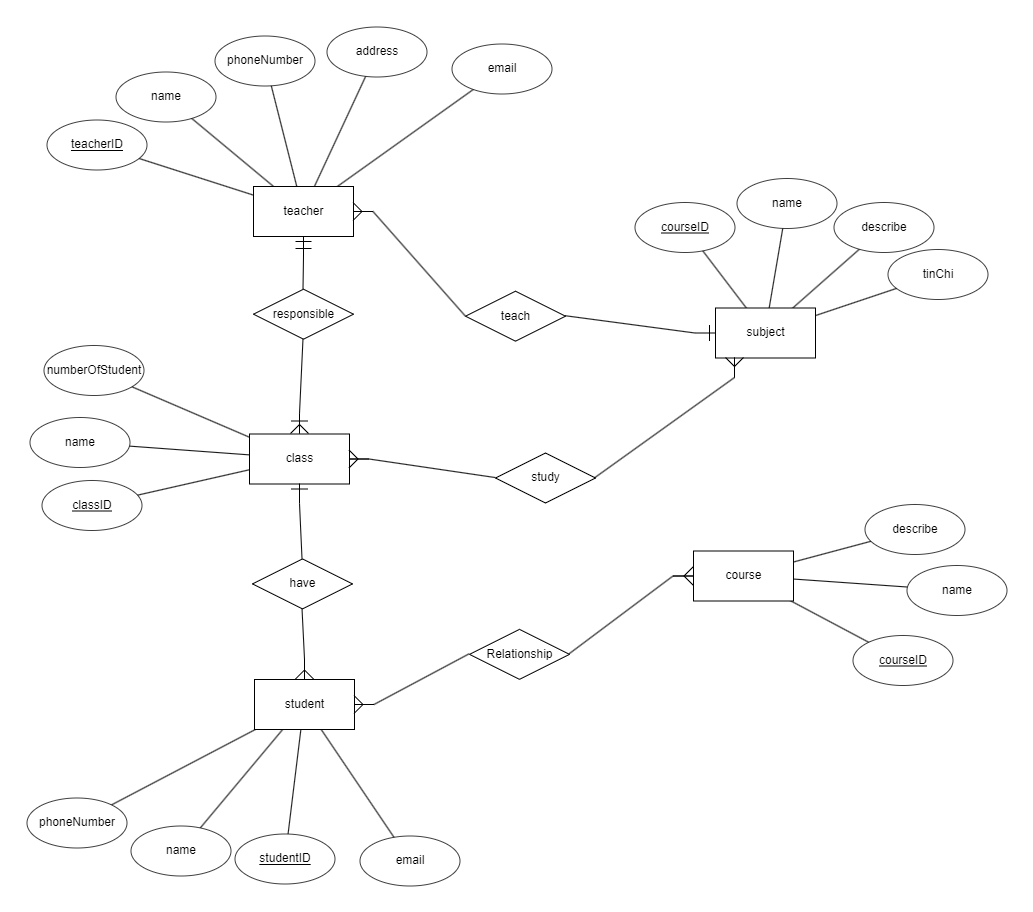 address
phoneNumber
email
name
teacherID
teacher
name
courseID
describe
tinChi
responsible
teach
subject
numberOfStudent
name
class
study
classID
describe
course
have
name
Relationship
courseID
student
phoneNumber
name
studentID
email